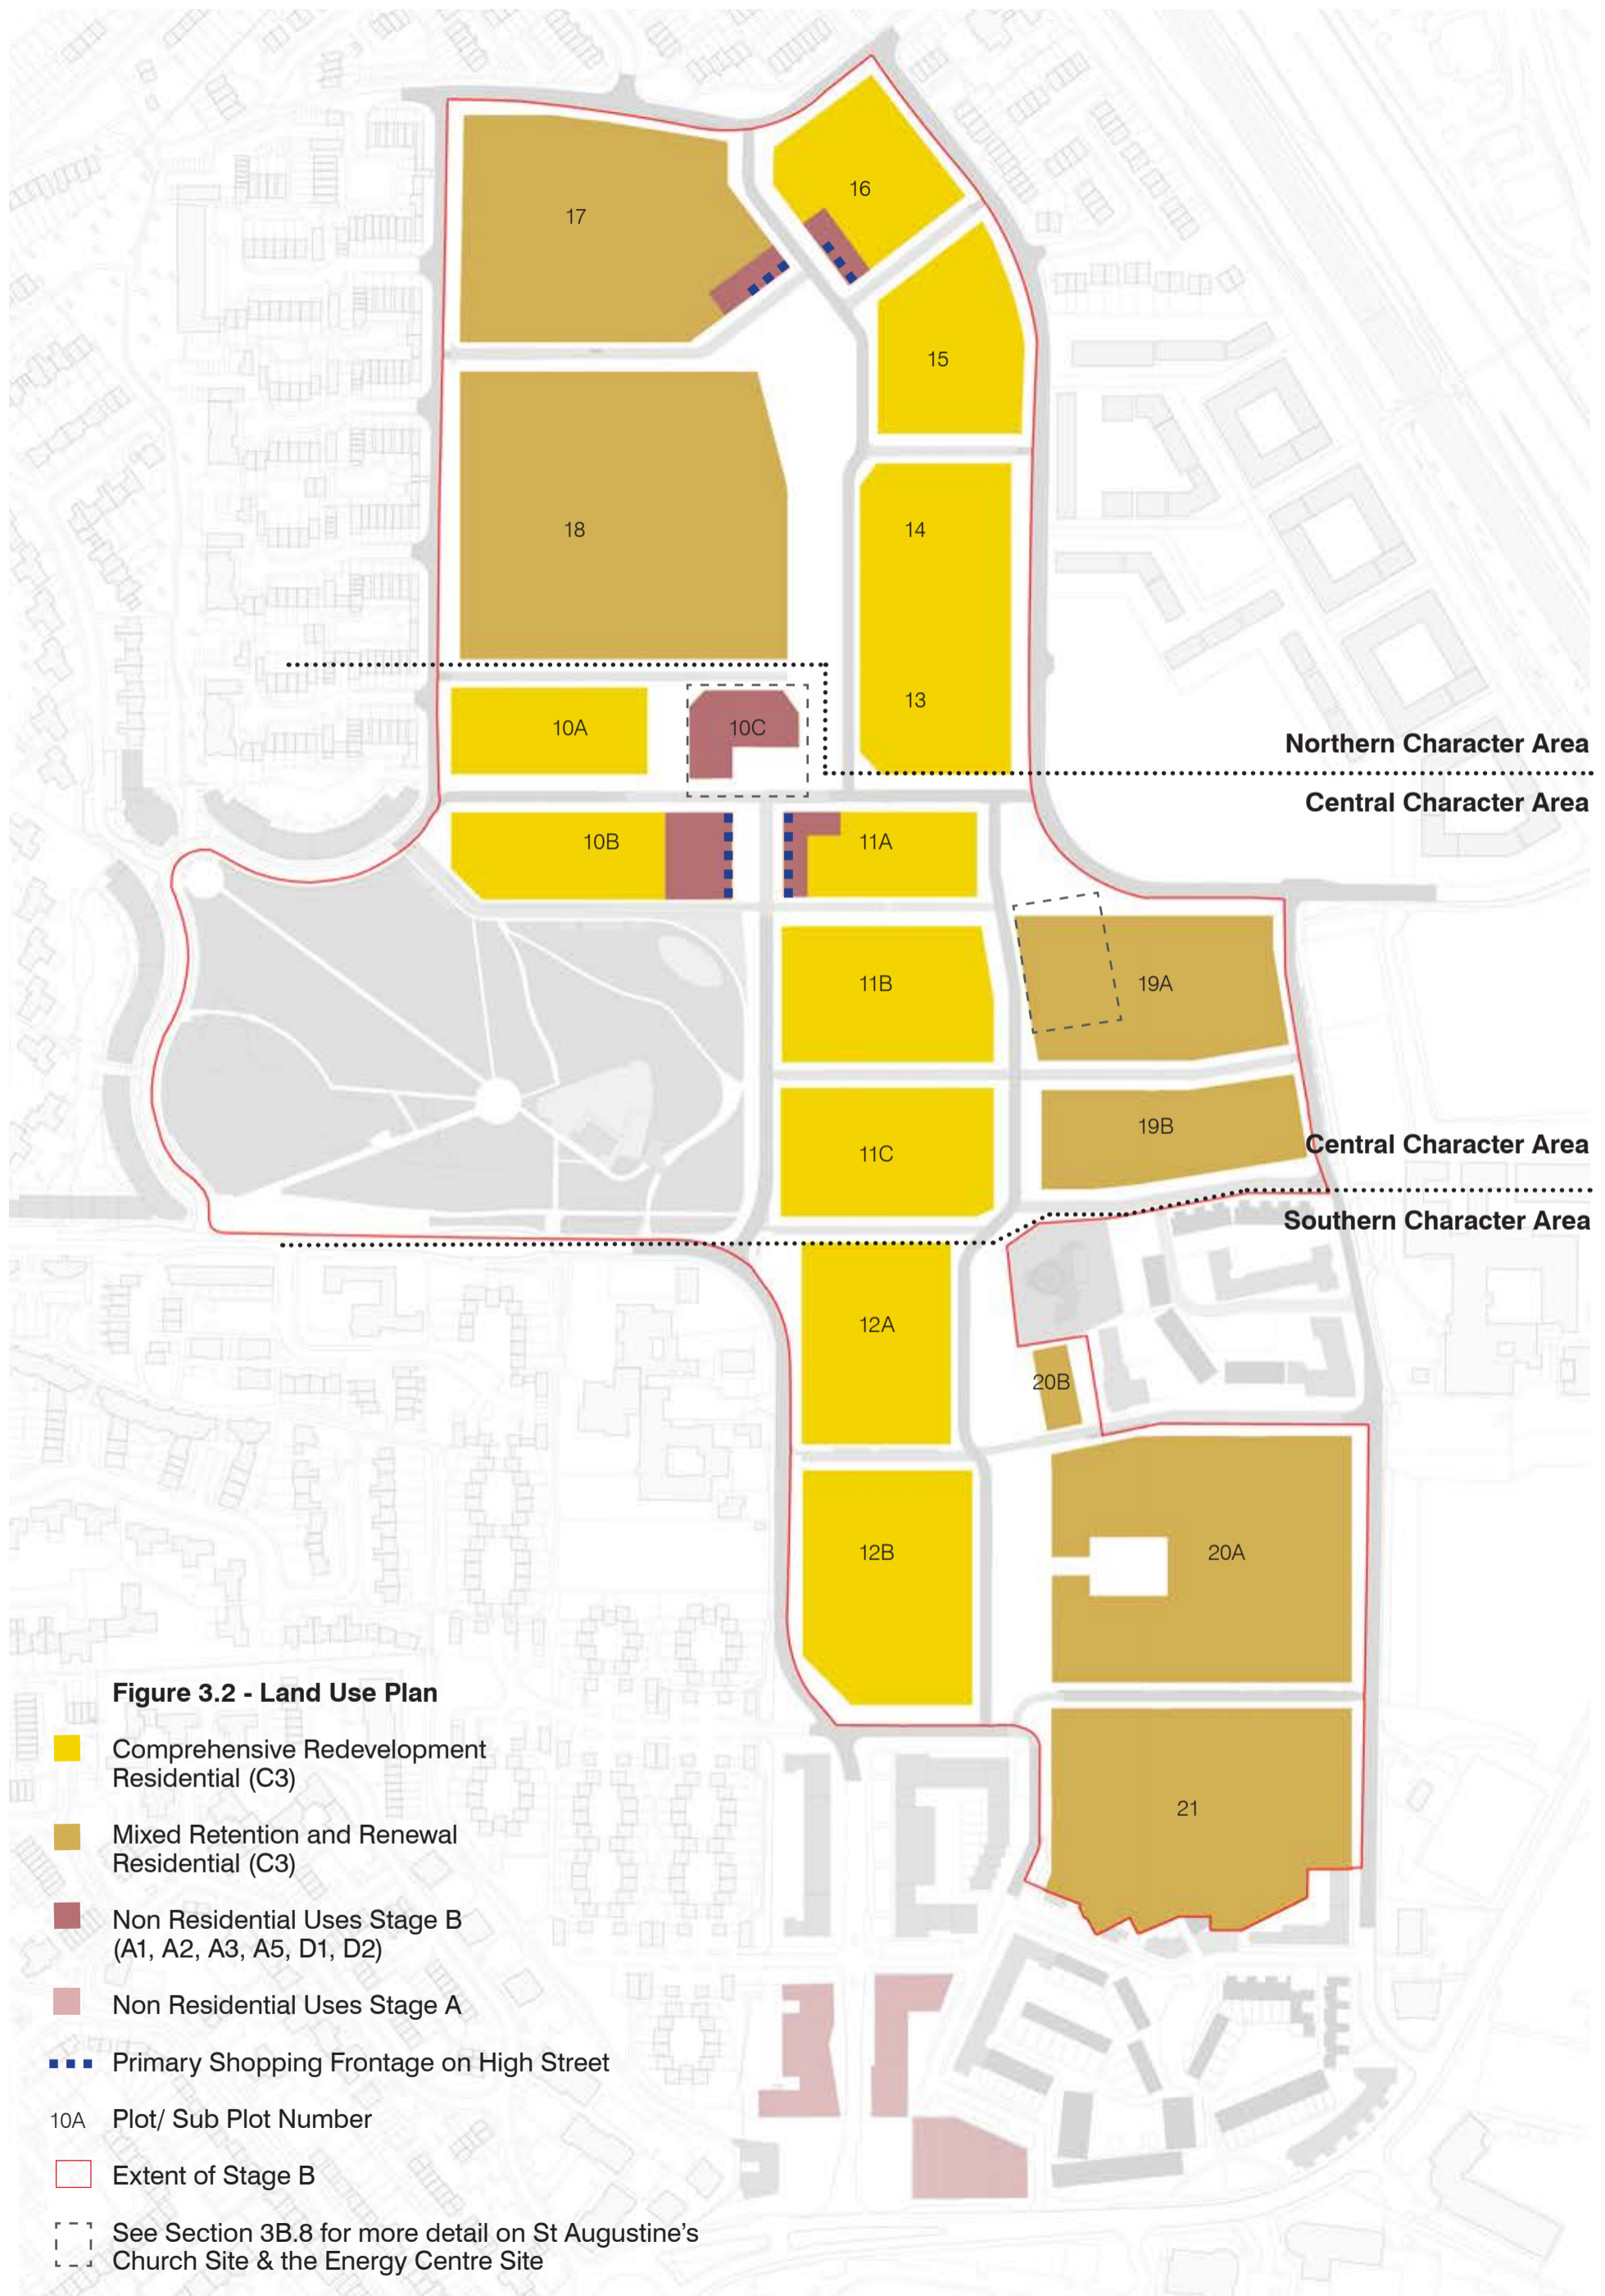 16
17
15
18
14
13
10A
10C
Northern Character Area
Central Character Area
10B
11A
11B
19A
11C
19B
Central Character Area
Southern Character Area
12A
20B
12B
20A
21
Figure 3.2 - Land Use Plan
Comprehensive Redevelopment
Residential (C3)
Mixed Retention and Renewal
Residential (C3)
Non Residential Uses Stage B
(A1, A2, A3, A5, D1, D2)
Non Residential Uses Stage A
Primary Shopping Frontage on High Street
10A Plot/ Sub Plot Number
Extent of Stage B
See Section 3B.8 for more detail on St Augustine’s
Church Site & the Energy Centre Site